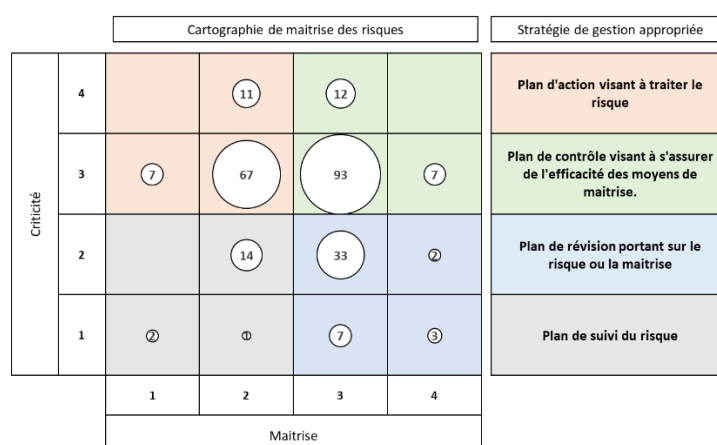 Cartographie de maitrise des risques
Stratégie de gestion appropriée
4
11
12
Plan d'action visant à traiter le
risque
Criticité
3
7
67
93
7
Plan de contrôle visant à s'assurer
de l'efficacité des moyens de
maitrise.
2
14
33
2
Plan de révision portant sur le
risque ou la maitrise
1
2
1
7
3
Plan de suivi du risque
1
2
3
4
Maitrise